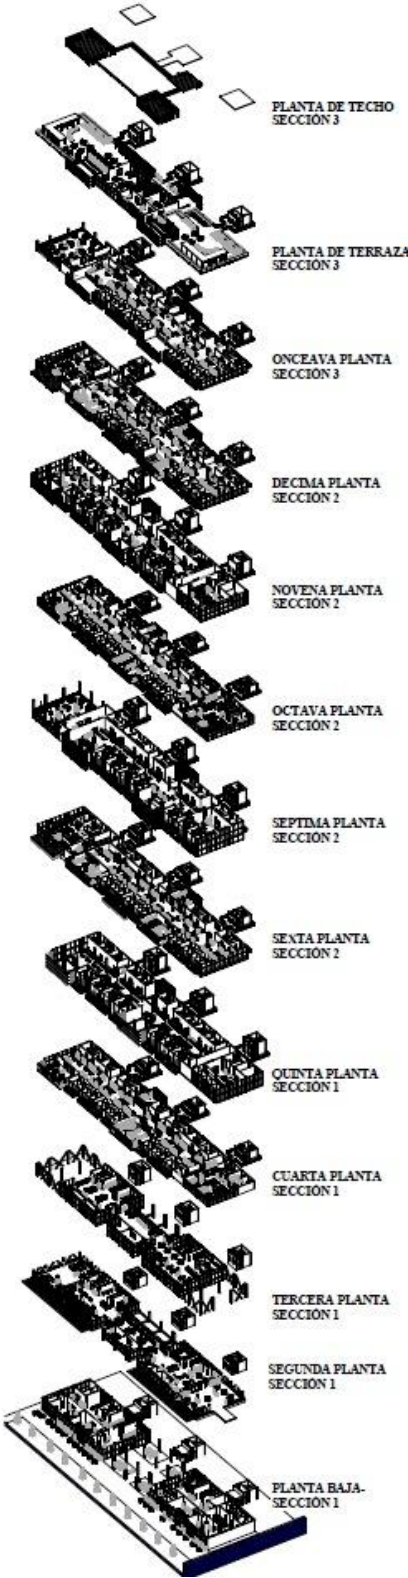 PLANTA DE TECHO
SECCIÓN 3
PLANTA DE TERRAZA
SECCIÓN 3
ONCEAVA PLANTA
SECCIÓN 3
DECIMA PLANTA
SECCIÓN 2
NOVENA PLANTA
SECCIÓN 2
OCTAVA PLANTA
SECCIÓN 2
SEPTIMA PLANTA
SECCIÓN 2
SEXTA PLANTA
SECCIÓN 2
QUINTA PLANTA
SECCIÓN 1
CUARTA PLANTA
SECCIÓN 1
TERCERA PLANTA
SECCIÓN 1
SEGUNDA PLANTA
SECCIÓN 1
PLANTA BAJA-
SECCIÓN 1